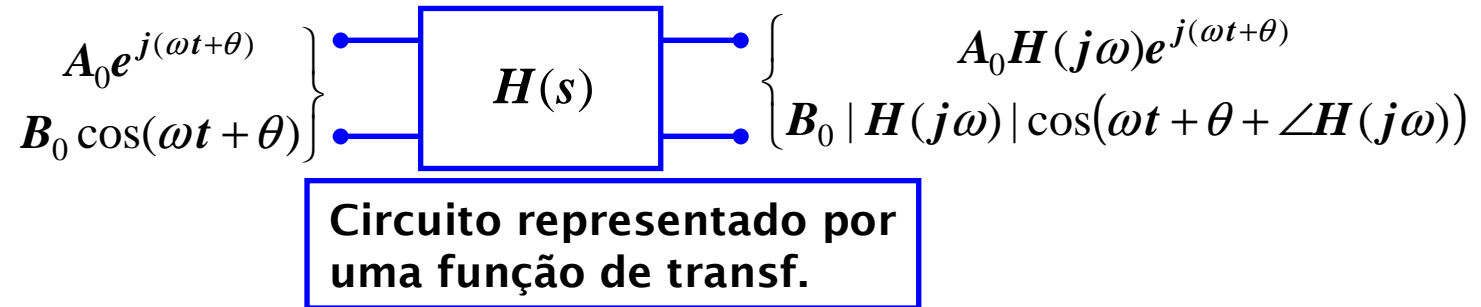 A₀e^{j(ωt+θ)}
B₀ cos(ωt + θ)
H(s)
A₀H(jω)e^{j(ωt+θ)}
B₀ | H(jω) | cos(ωt + θ + ∠H(jω))
Circuito representado por
uma função de transf.